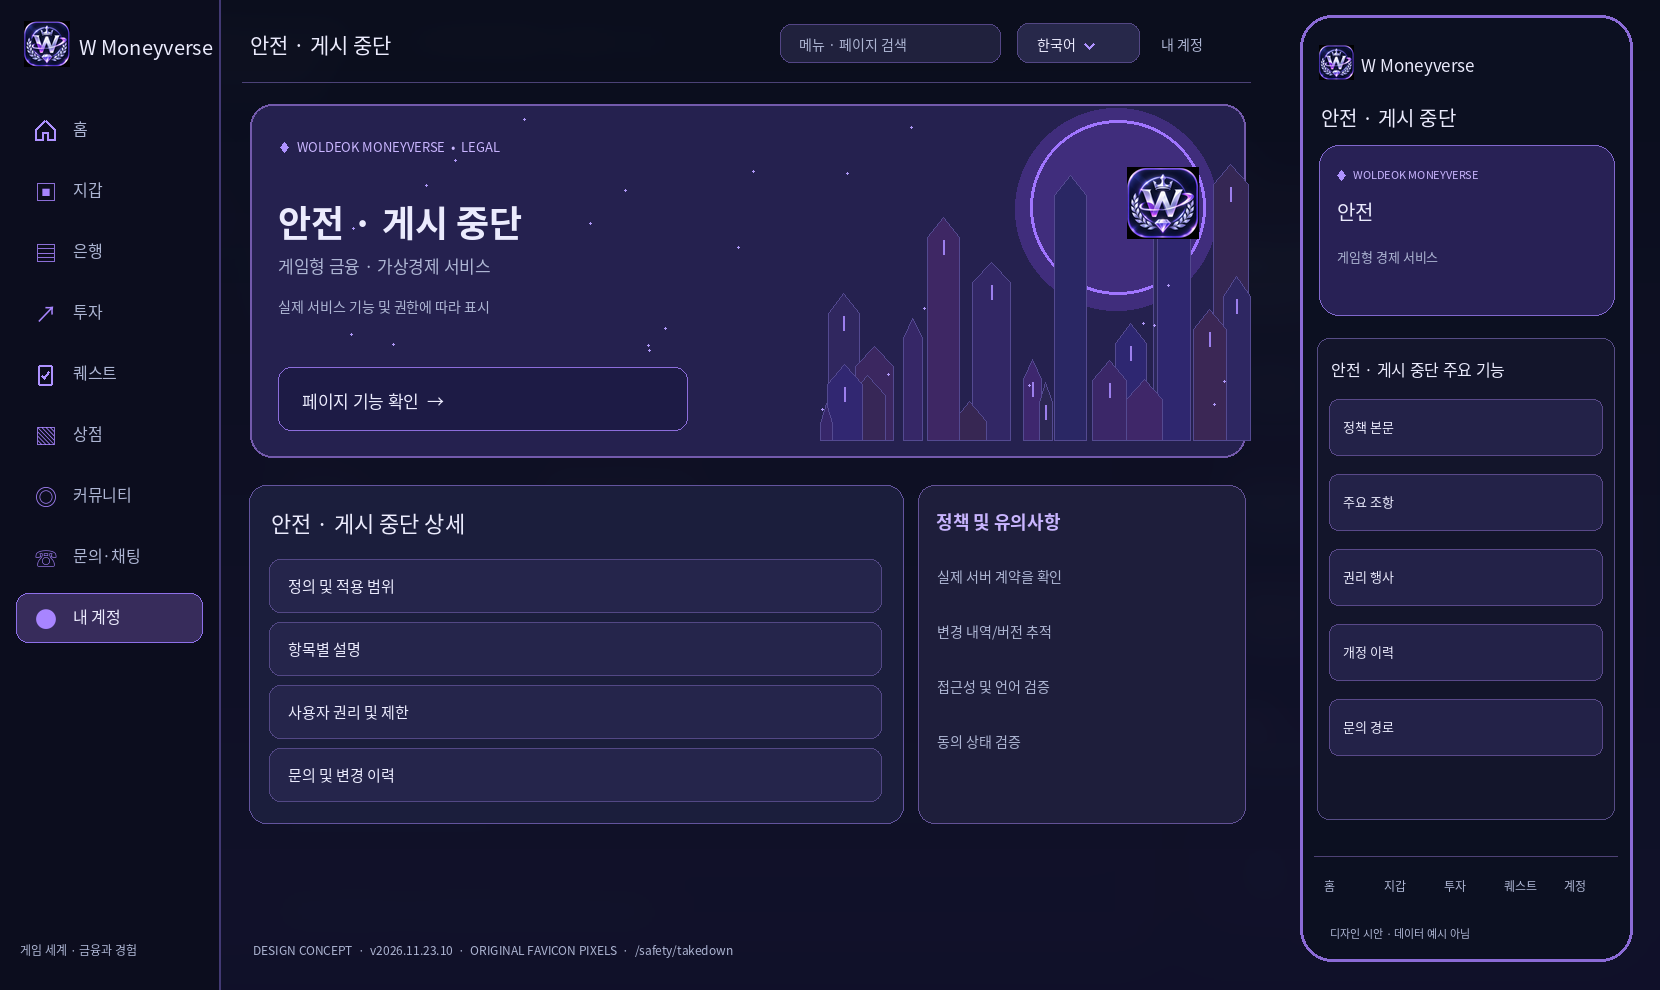 W Moneyverse
홈
지갑
은행
투자
퀘스트
상점
커뮤니티
문의·채팅
내 계정
게임 세계 · 금융과 경험
안전 · 게시 중단
메뉴 · 페이지 검색
한국어
내 계정
WOLDEOK MONEYVERSE • LEGAL
안전 · 게시 중단
게임형 금융 · 가상경제 서비스
실제 서비스 기능 및 권한에 따라 표시
페이지 기능 확인 →
W
안전 · 게시 중단 상세
정의 및 적용 범위
항목별 설명
사용자 권리 및 제한
문의 및 변경 이력
정책 및 유의사항
실제 서버 계약을 확인
변경 내역/버전 추적
접근성 및 언어 검증
동의 상태 검증
DESIGN CONCEPT · v2026.11.23.10 · ORIGINAL FAVICON PIXELS · /safety/takedown
W Moneyverse
안전 · 게시 중단
WOLDEOK MONEYVERSE
안전
게임형 경제 서비스
안전 · 게시 중단 주요 기능
정책 본문
주요 조항
권리 행사
개정 이력
문의 경로
홈 지갑 투자 퀘스트 계정
디자인 시안 · 데이터 예시 아님